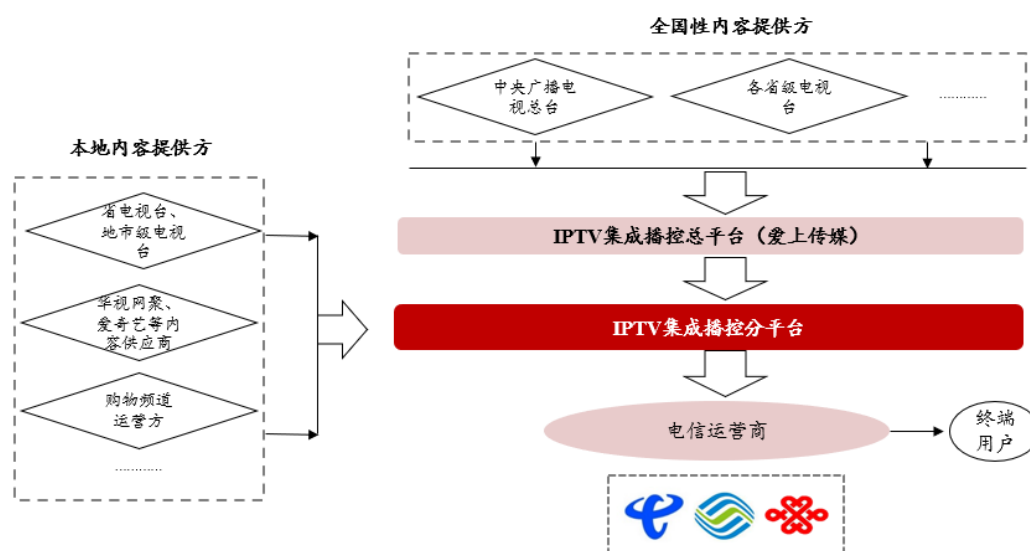 全国性内容提供方
中央广播电
视总台
各省级电视
台
…………
本地内容提供方
省电视台、
地市级电视
台
华视网聚、
爱奇艺等内
容供应商
购物频道
运营方
…………
IPTV集成播控总平台（爱上传媒）
IPTV集成播控分平台
电信运营商
终端
用户